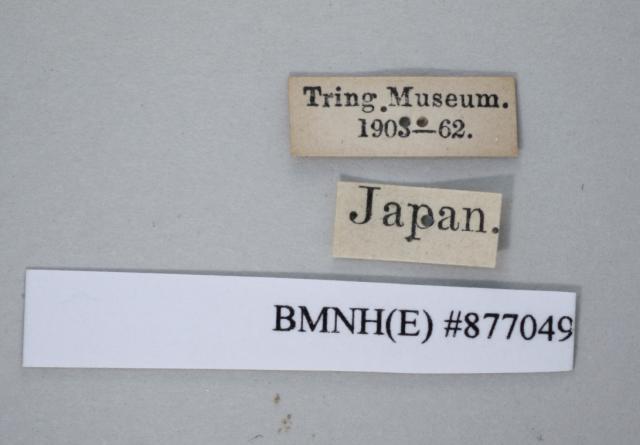 Tring Museum.
1903—62.
Japan.
BMNH(E) #877049